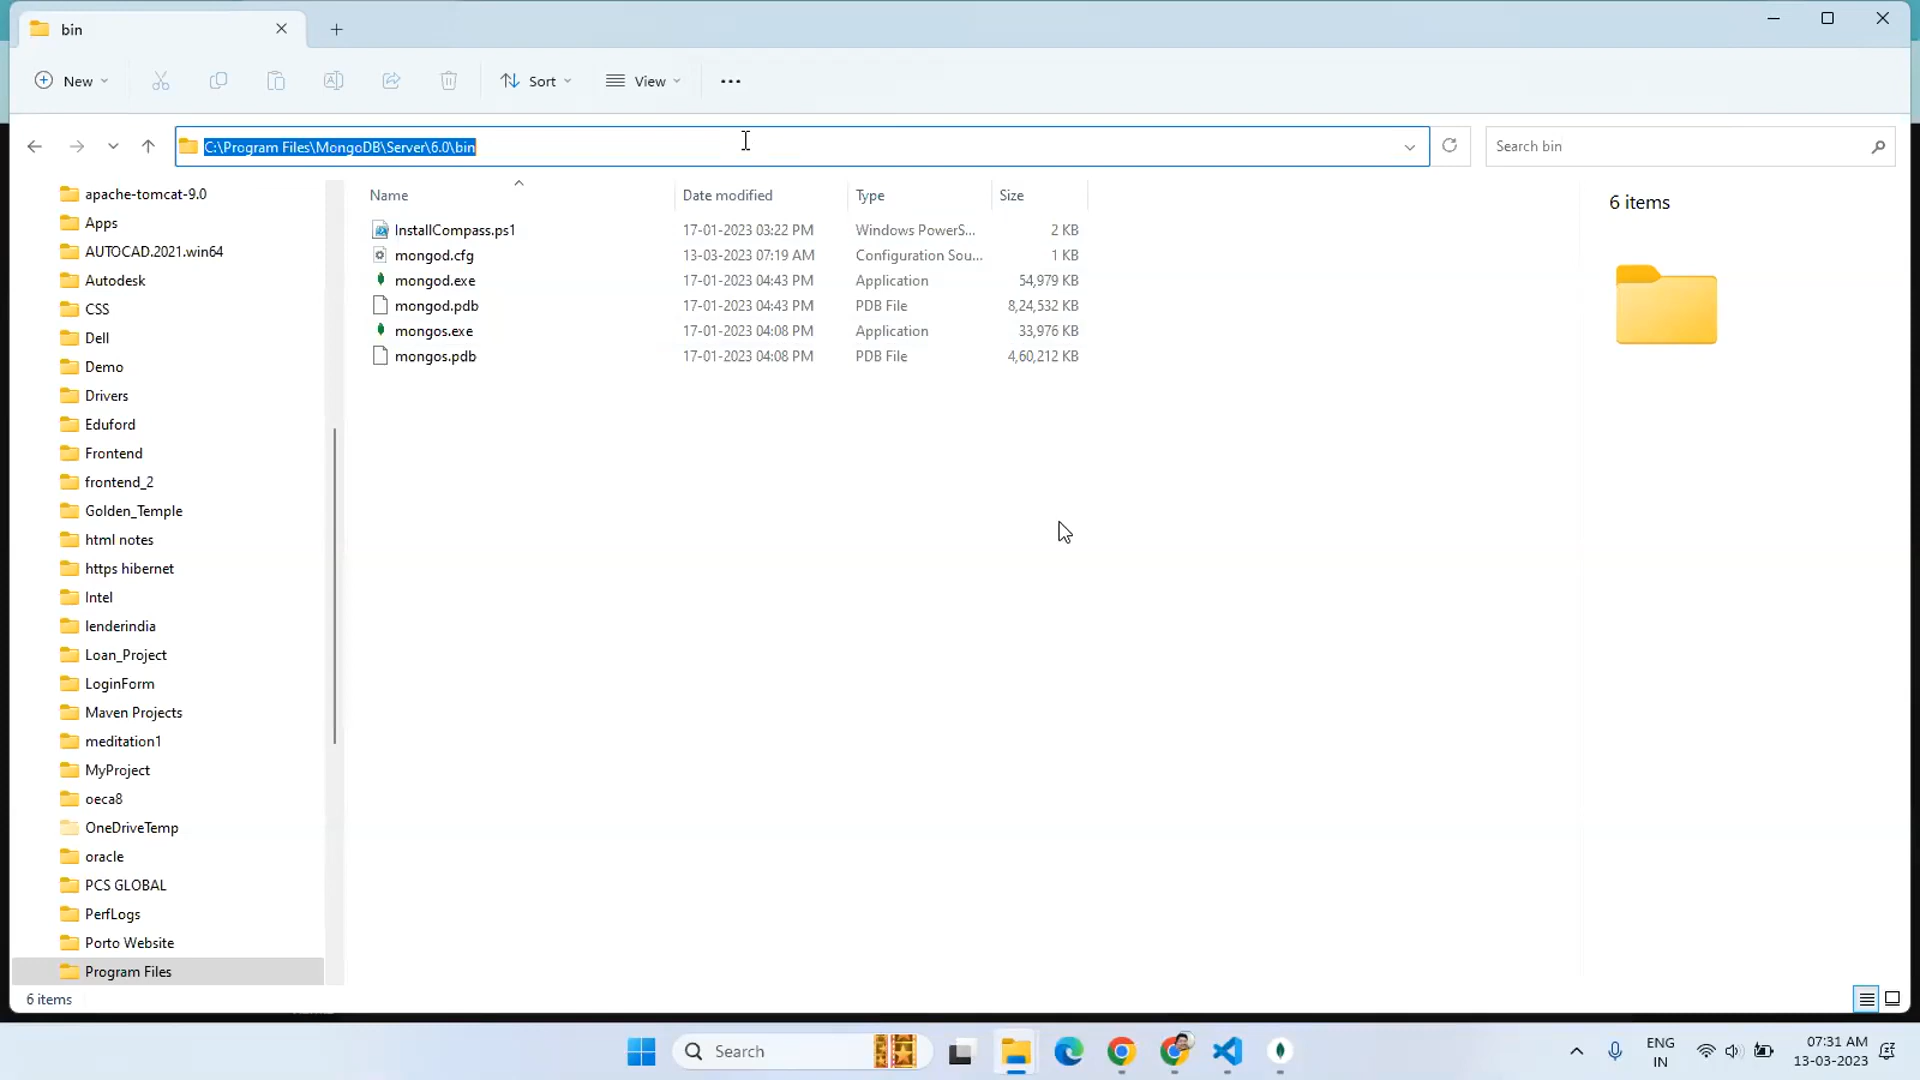 bin
New
Sort
View
C:\Program Files\MongoDB\Server\6.0\bin
Search bin
apache-tomcat-9.0
Apps
AUTOCAD.2021.win64
Autodesk
CSS
Dell
Demo
Drivers
Eduford
Frontend
frontend_2
Golden_Temple
html notes
https hibernet
Intel
lenderindia
Loan_Project
LoginForm
Maven Projects
meditation1
MyProject
oeca8
OneDriveTemp
oracle
PCS GLOBAL
PerfLogs
Porto Website
Program Files
Name Date modified Type Size
InstallCompass.ps1 17-01-2023 03:22 PM Windows PowerS... 2 KB
mongod.cfg 13-03-2023 07:19 AM Configuration Sou... 1 KB
mongod.exe 17-01-2023 04:43 PM Application 54,979 KB
mongod.pdb 17-01-2023 04:43 PM PDB File 8,24,532 KB
mongos.exe 17-01-2023 04:08 PM Application 33,976 KB
mongos.pdb 17-01-2023 04:08 PM PDB File 4,60,212 KB
6 items
6 items
Search
ENG
IN
07:31 AM
13-03-2023